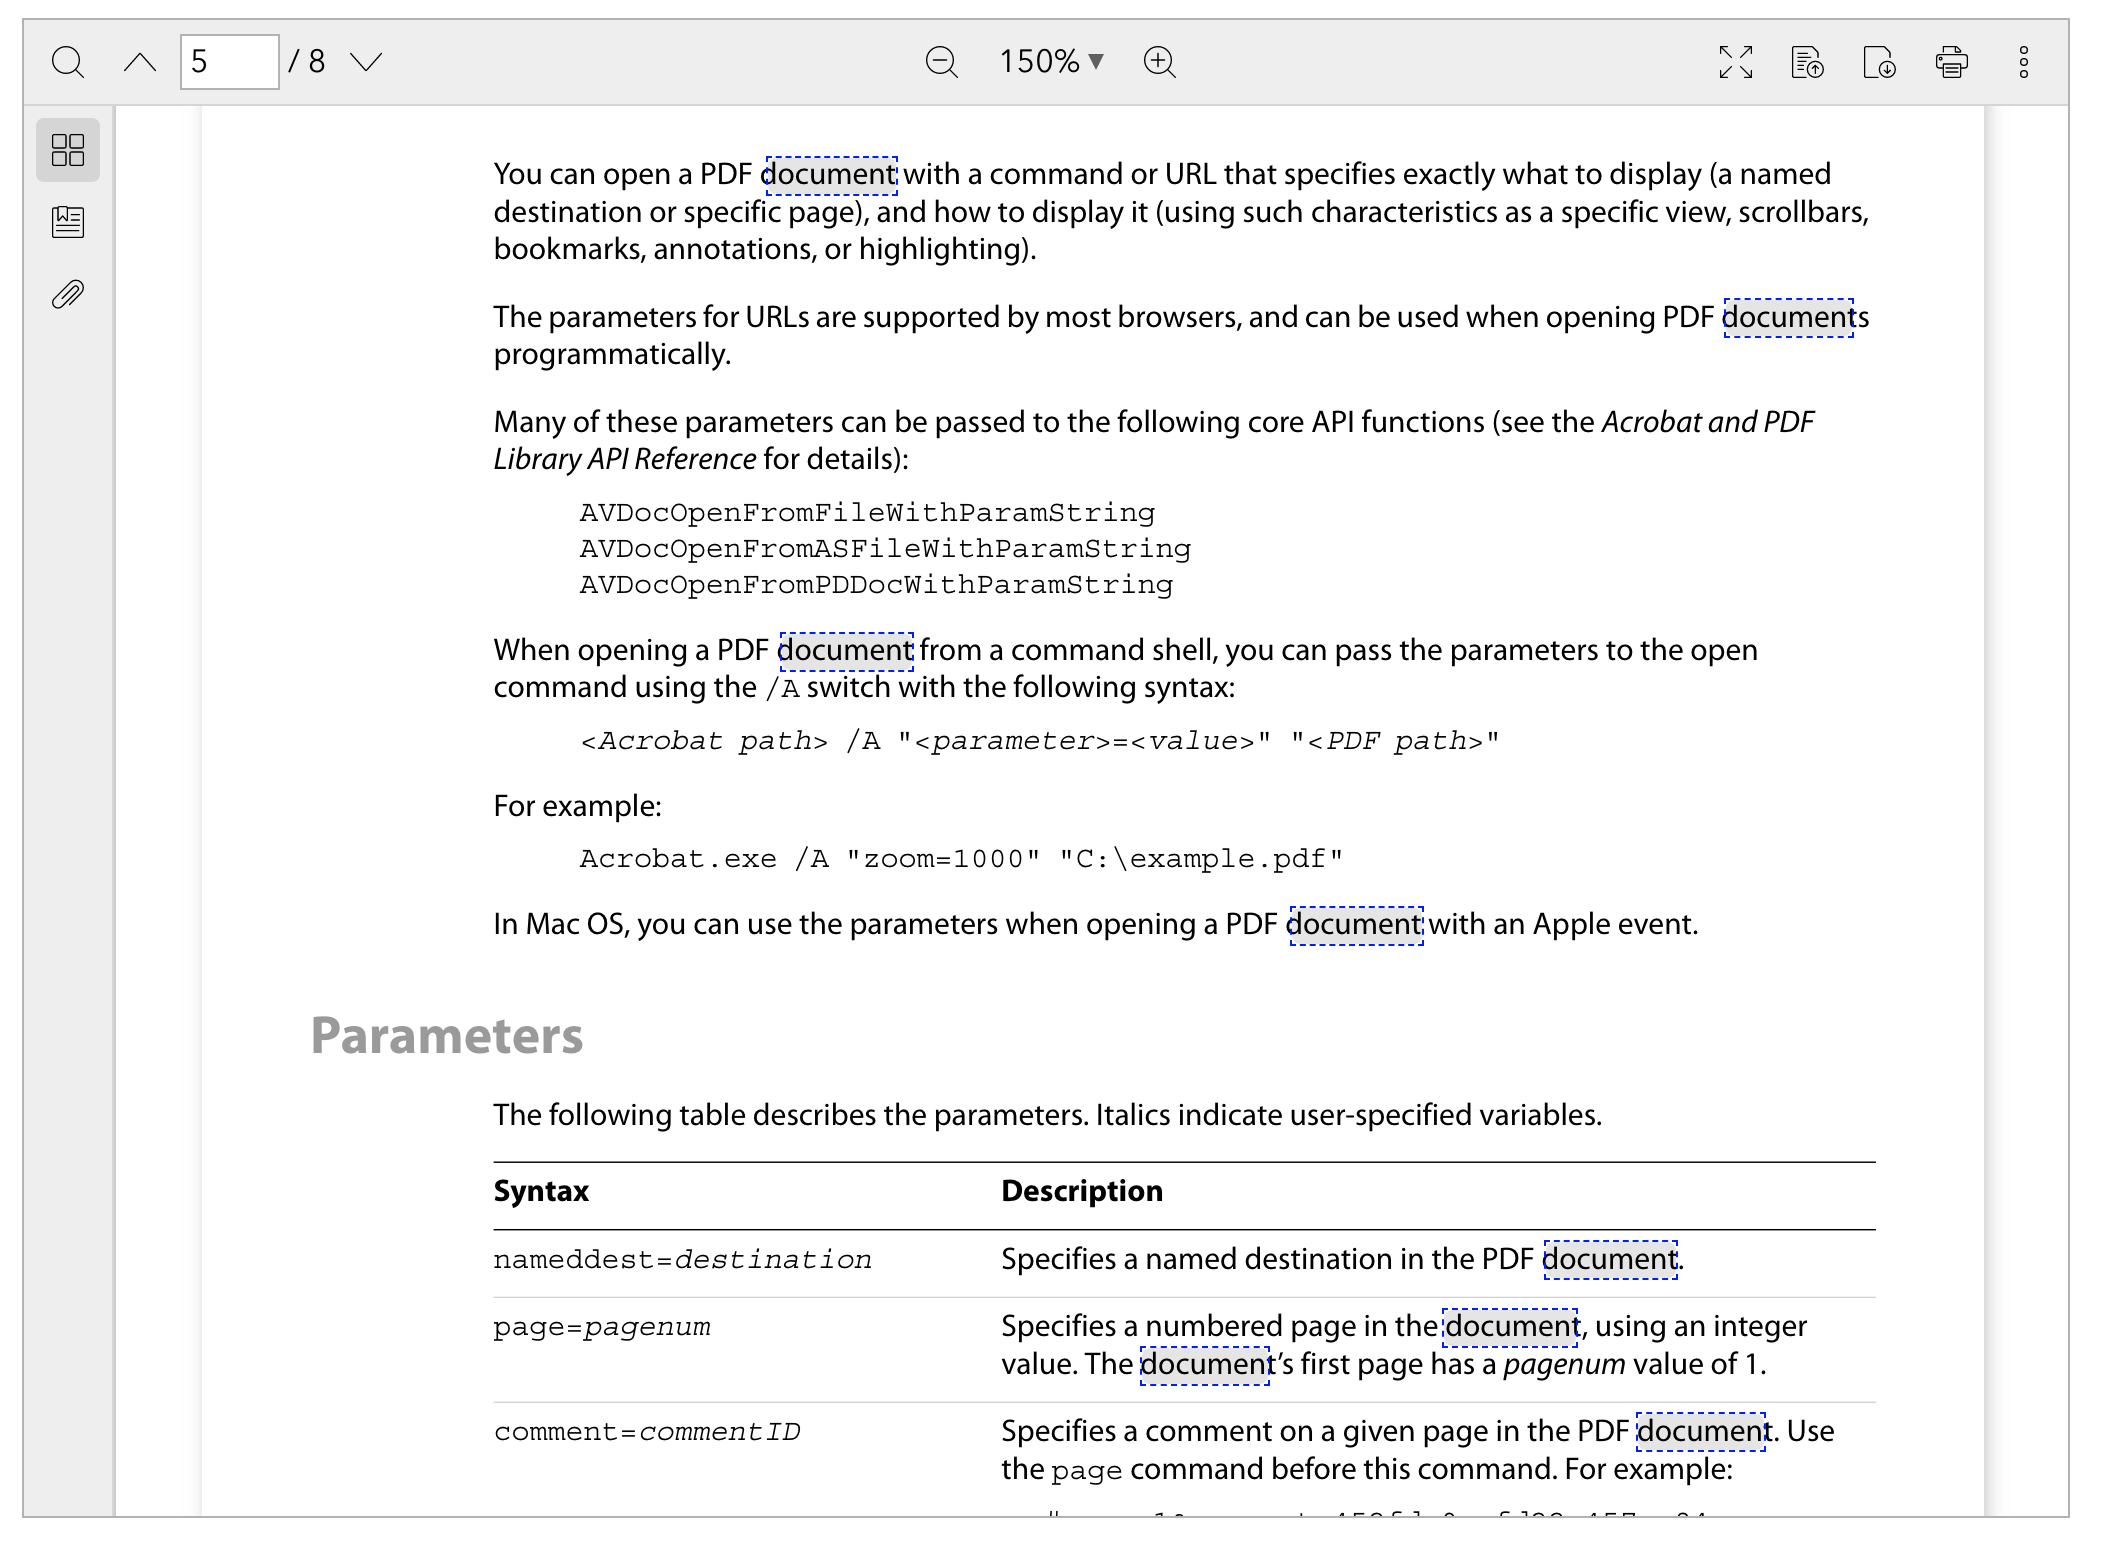 5 / 8 150% ▼
You can open a PDF document with a command or URL that specifies exactly what to display (a named
destination or specific page), and how to display it (using such characteristics as a specific view, scrollbars,
bookmarks, annotations, or highlighting).
The parameters for URLs are supported by most browsers, and can be used when opening PDF documents
programmatically.
Many of these parameters can be passed to the following core API functions (see the Acrobat and PDF
Library API Reference for details):
AVDocOpenFromFileWithParamString
AVDocOpenFromASFileWithParamString
AVDocOpenFromPDDocWithParamString
When opening a PDF document from a command shell, you can pass the parameters to the open
command using the /A switch with the following syntax:
<Acrobat path> /A "<parameter>=<value>" "<PDF path>"
For example:
Acrobat.exe /A "zoom=1000" "C:\example.pdf"
In Mac OS, you can use the parameters when opening a PDF document with an Apple event.
Parameters
The following table describes the parameters. Italics indicate user-specified variables.
Syntax Description
nameddest=destination Specifies a named destination in the PDF document.
page=pagenum Specifies a numbered page in the document, using an integer
value. The document’s first page has a pagenum value of 1.
comment=commentID Specifies a comment on a given page in the PDF document. Use
the page command before this command. For example: